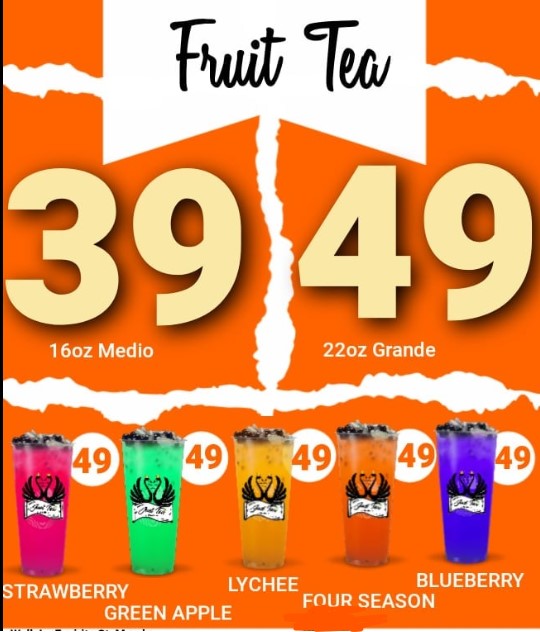 Fruit Tea
39 49
16oz Medio 22oz Grande
49 49 49 49 49
STRAWBERRY
GREEN APPLE
LYCHEE
FOUR SEASON
BLUEBERRY